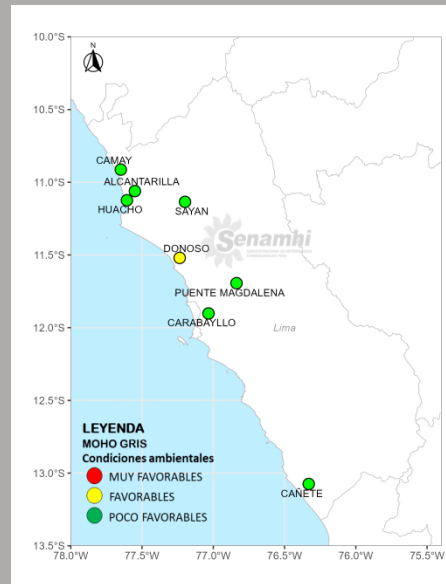 N
10.0°S
10.5°S
11.0°S
11.5°S
12.0°S
12.5°S
13.0°S
13.5°S
CAMAY
ALCANTARILLA
HUACHO
SAYAN
Senamhi
DONOSO
PUENTE MAGDALENA
CARABAYLLO
Lima
CAÑETE
LEYENDA
MOHO GRIS
Condiciones ambientales
MUY FAVORABLES
FAVORABLES
POCO FAVORABLES
78.0°W 77.5°W 77.0°W 76.5°W 76.0°W 75.5°W